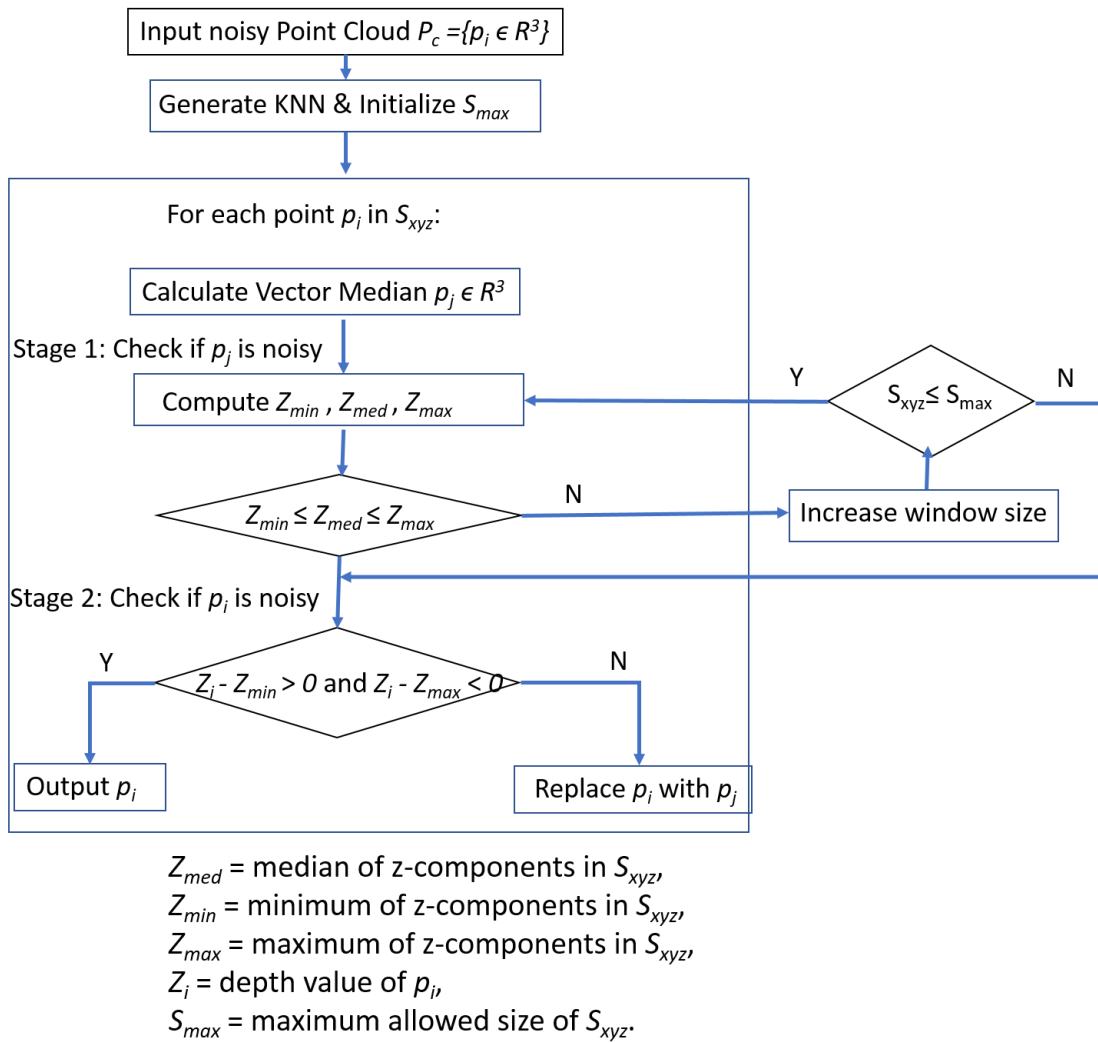 Input noisy Point Cloud P_c ={p_i ϵ R³}
Generate KNN & Initialize S_max
For each point p_i in S_xyz:
Calculate Vector Median p_j ϵ R³
Stage 1: Check if p_j is noisy
Compute Z_min , Z_med , Z_max
Y
S_xyz ≤ S_max
N
Z_min ≤ Z_med ≤ Z_max
N
Increase window size
Stage 2: Check if p_i is noisy
Y
Z_i - Z_min > 0 and Z_i - Z_max < 0
N
Output p_i
Replace p_i with p_j
Z_med = median of z-components in S_xyz,
Z_min = minimum of z-components in S_xyz,
Z_max = maximum of z-components in S_xyz,
Z_i = depth value of p_i,
S_max = maximum allowed size of S_xyz.